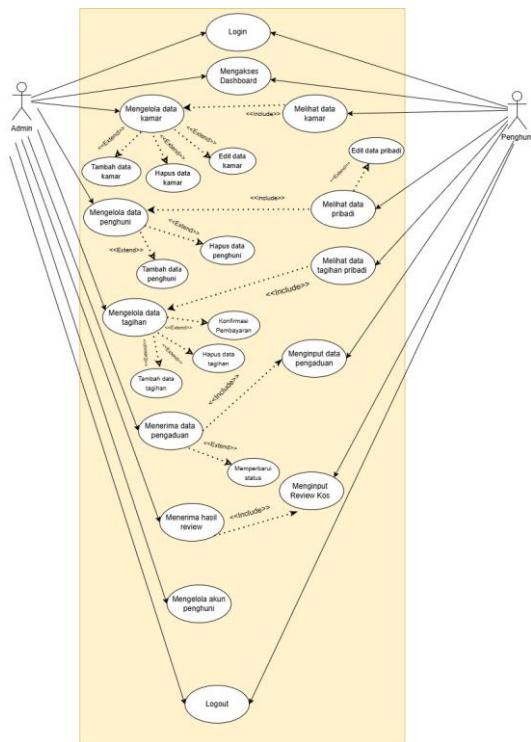 Login
Mengakses
Dashboard
Admin
Penghuni
Mengelola data
kamar
<<Include>>
Melihat data
kamar
<<Extend>>
<<Extend>>
<<Extend>>
Tambah data
kamar
Hapus data
kamar
Edit data
kamar
Edit data pribadi
<<Extend>>
Mengelola data
penghuni
<<Include>>
Melihat data
pribadi
<<Extend>>
<<Extend>>
Hapus data
penghuni
Tambah data
penghuni
Melihat data
tagihan pribadi
<<Include>>
Mengelola data
tagihan
<<Extend>>
<<Extend>>
<<Extend>>
Konfirmasi
Pembayaran
Hapus data
tagihan
Tambah data
tagihan
Menginput data
pengaduan
<<Include>>
Menerima data
pengaduan
<<Extend>>
Memperbarui
status
Menginput
Review Kos
<<Include>>
Menerima hasil
review
Mengelola akun
penghuni
Logout